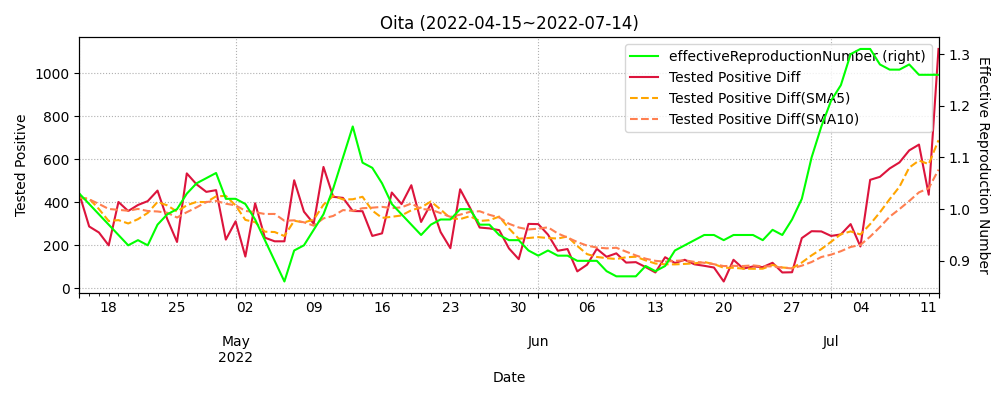 Oita (2022-04-15~2022-07-14)
effectiveReproductionNumber (right)
Tested Positive Diff
Tested Positive Diff(SMA5)
Tested Positive Diff(SMA10)
Tested Positive
1000
800
600
400
200
0
1.3
1.2
1.1
1.0
0.9
Effective Reproduction Number
18 25 02 09 16 23 30 06 13 20 27 04 11
May Jun Jul
2022
Date